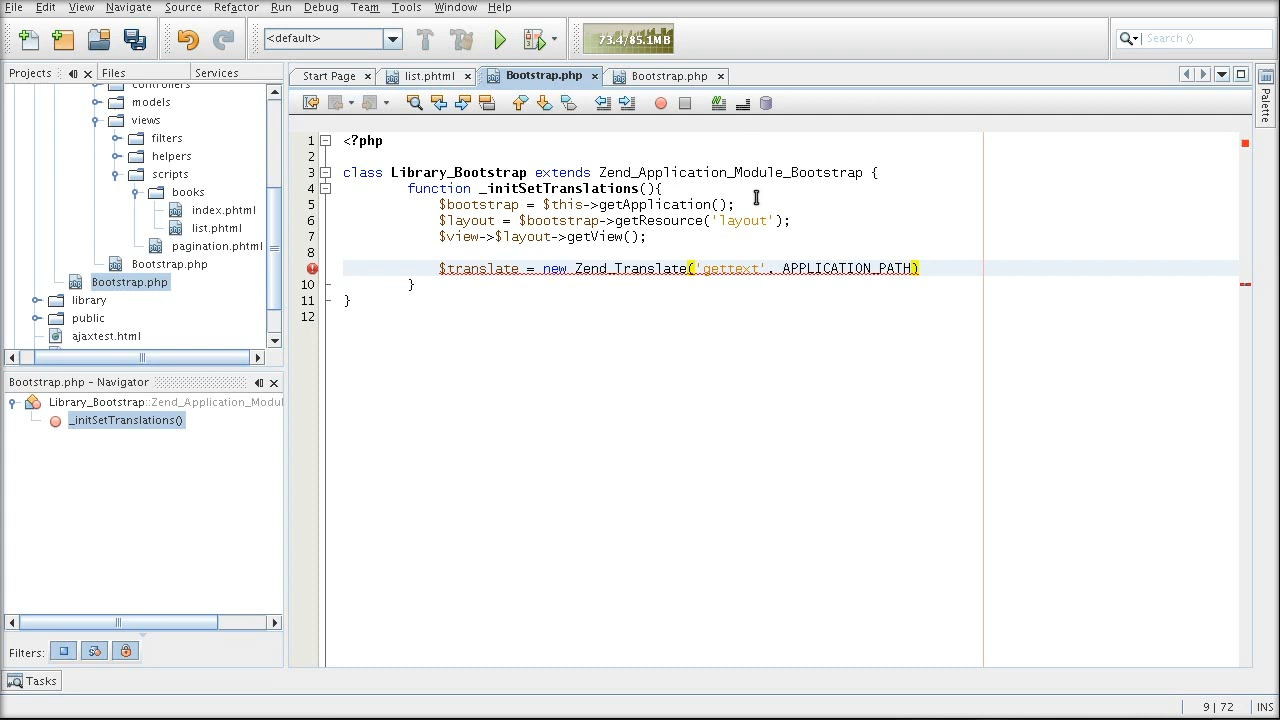 File Edit View Navigate Source Refactor Run Debug Team Tools Window Help
<default> 73.4/85.1MB Search ()
Projects Files Services
Start Page list.phtml Bootstrap.php Bootstrap.php
Palette
controllers
models
views
filters
helpers
scripts
books
index.phtml
list.phtml
pagination.phtml
Bootstrap.php
Bootstrap.php
library
public
ajaxtest.html
Bootstrap.php - Navigator
Library_Bootstrap::Zend_Application_Modul
_initSetTranslations()
Filters:
Tasks
1 <?php
2
3 class Library_Bootstrap extends Zend_Application_Module_Bootstrap {
4 function _initSetTranslations(){
5 $bootstrap = $this->getApplication();
6 $layout = $bootstrap->getResource('layout');
7 $view->$layout->getView();
8
$translate = new Zend_Translate('gettext', APPLICATION_PATH)
10 }
11 }
12
9 | 72 INS